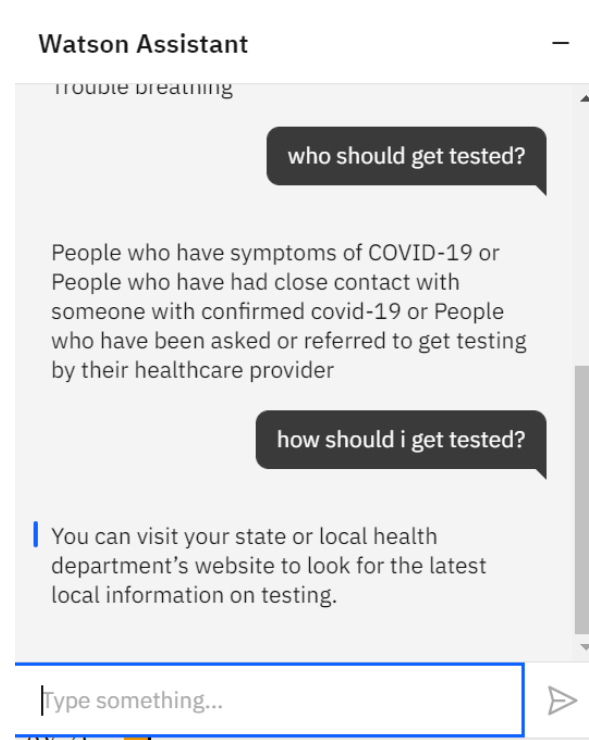 Watson Assistant
Trouble breathing
who should get tested?
People who have symptoms of COVID-19 or
People who have had close contact with
someone with confirmed covid-19 or People
who have been asked or referred to get testing
by their healthcare provider
how should i get tested?
You can visit your state or local health
department’s website to look for the latest
local information on testing.
Type something...